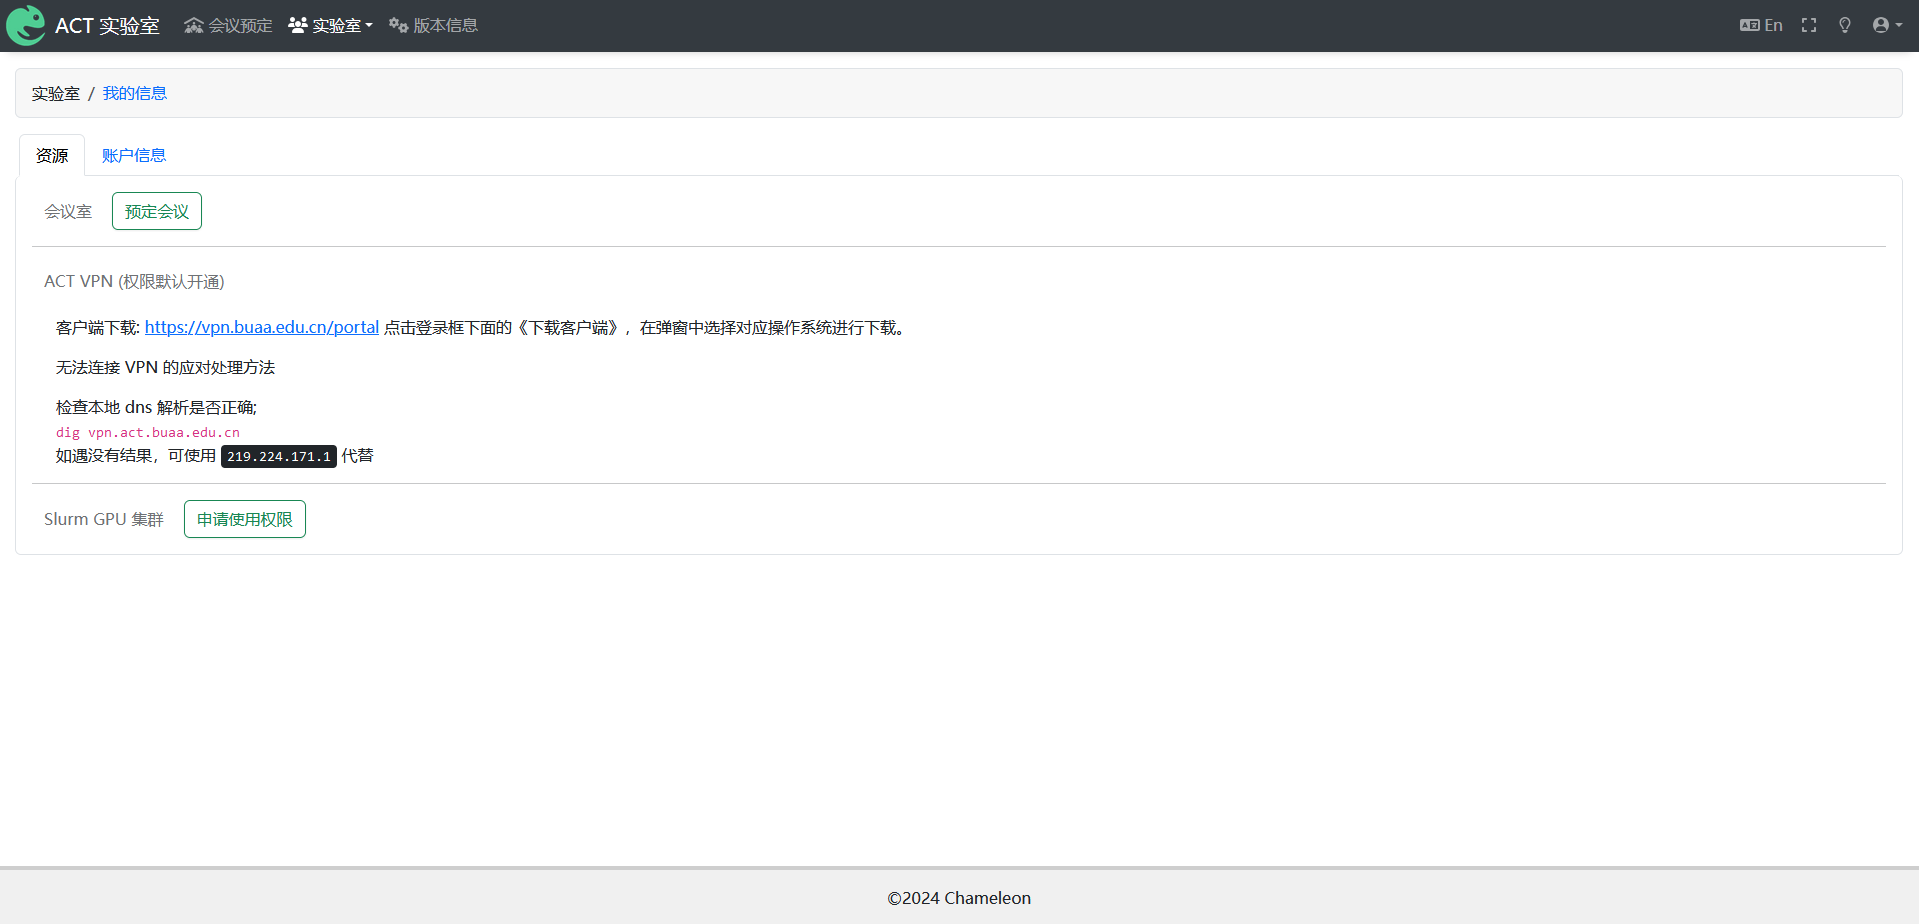 ACT 实验室 会议预定 实验室 版本信息 En
实验室 / 我的信息
资源 账户信息
会议室 预定会议
ACT VPN (权限默认开通)
客户端下载: https://vpn.buaa.edu.cn/portal 点击登录框下面的《下载客户端》，在弹窗中选择对应操作系统进行下载。
无法连接 VPN 的应对处理方法
检查本地 dns 解析是否正确;
dig vpn.act.buaa.edu.cn
如遇没有结果，可使用 219.224.171.1 代替
Slurm GPU 集群 申请使用权限
©2024 Chameleon